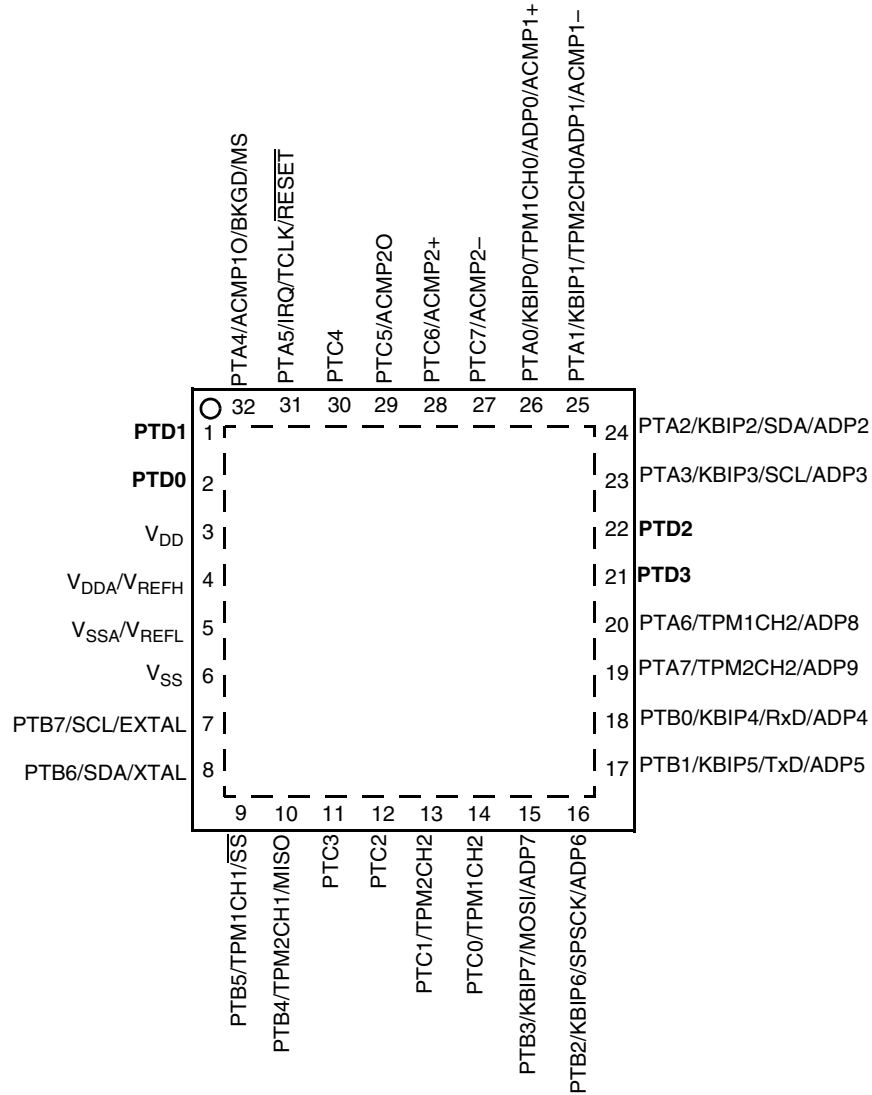 PTA4/ACMP1O/BKGD/MS
PTA5/IRQ/TCLK/RESET
PTC4
PTC5/ACMP2O
PTC6/ACMP2+
PTC7/ACMP2–
PTA0/KBIP0/TPM1CH0/ADP0/ACMP1+
PTA1/KBIP1/TPM2CH0ADP1/ACMP1–
32 31 30 29 28 27 26 25
PTD1 1
PTD0 2
VDD 3
VDDA/VREFH 4
VSSA/VREFL 5
VSS 6
PTB7/SCL/EXTAL 7
PTB6/SDA/XTAL 8
24 PTA2/KBIP2/SDA/ADP2
23 PTA3/KBIP3/SCL/ADP3
22 PTD2
21 PTD3
20 PTA6/TPM1CH2/ADP8
19 PTA7/TPM2CH2/ADP9
18 PTB0/KBIP4/RxD/ADP4
17 PTB1/KBIP5/TxD/ADP5
9 10 11 12 13 14 15 16
PTB5/TPM1CH1/SS
PTB4/TPM2CH1/MISO
PTC3
PTC2
PTC1/TPM2CH2
PTC0/TPM1CH2
PTB3/KBIP7/MOSI/ADP7
PTB2/KBIP6/SPSCK/ADP6